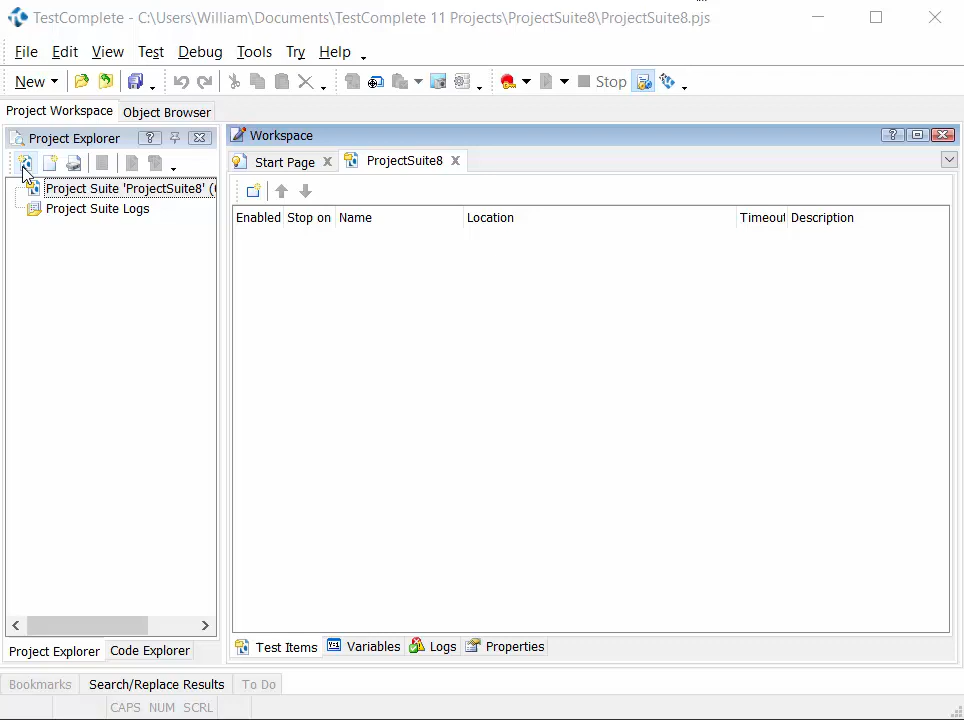 TestComplete - C:\Users\William\Documents\TestComplete 11 Projects\ProjectSuite8\ProjectSuite8.pjs
File Edit View Test Debug Tools Try Help
New Stop
Project Workspace Object Browser
Project Explorer
Workspace
Start Page ProjectSuite8
Project Suite 'ProjectSuite8' (
Project Suite Logs
Enabled Stop on Name Location Timeout Description
Test Items Variables Logs Properties
Project Explorer Code Explorer
Bookmarks Search/Replace Results To Do
CAPS NUM SCRL